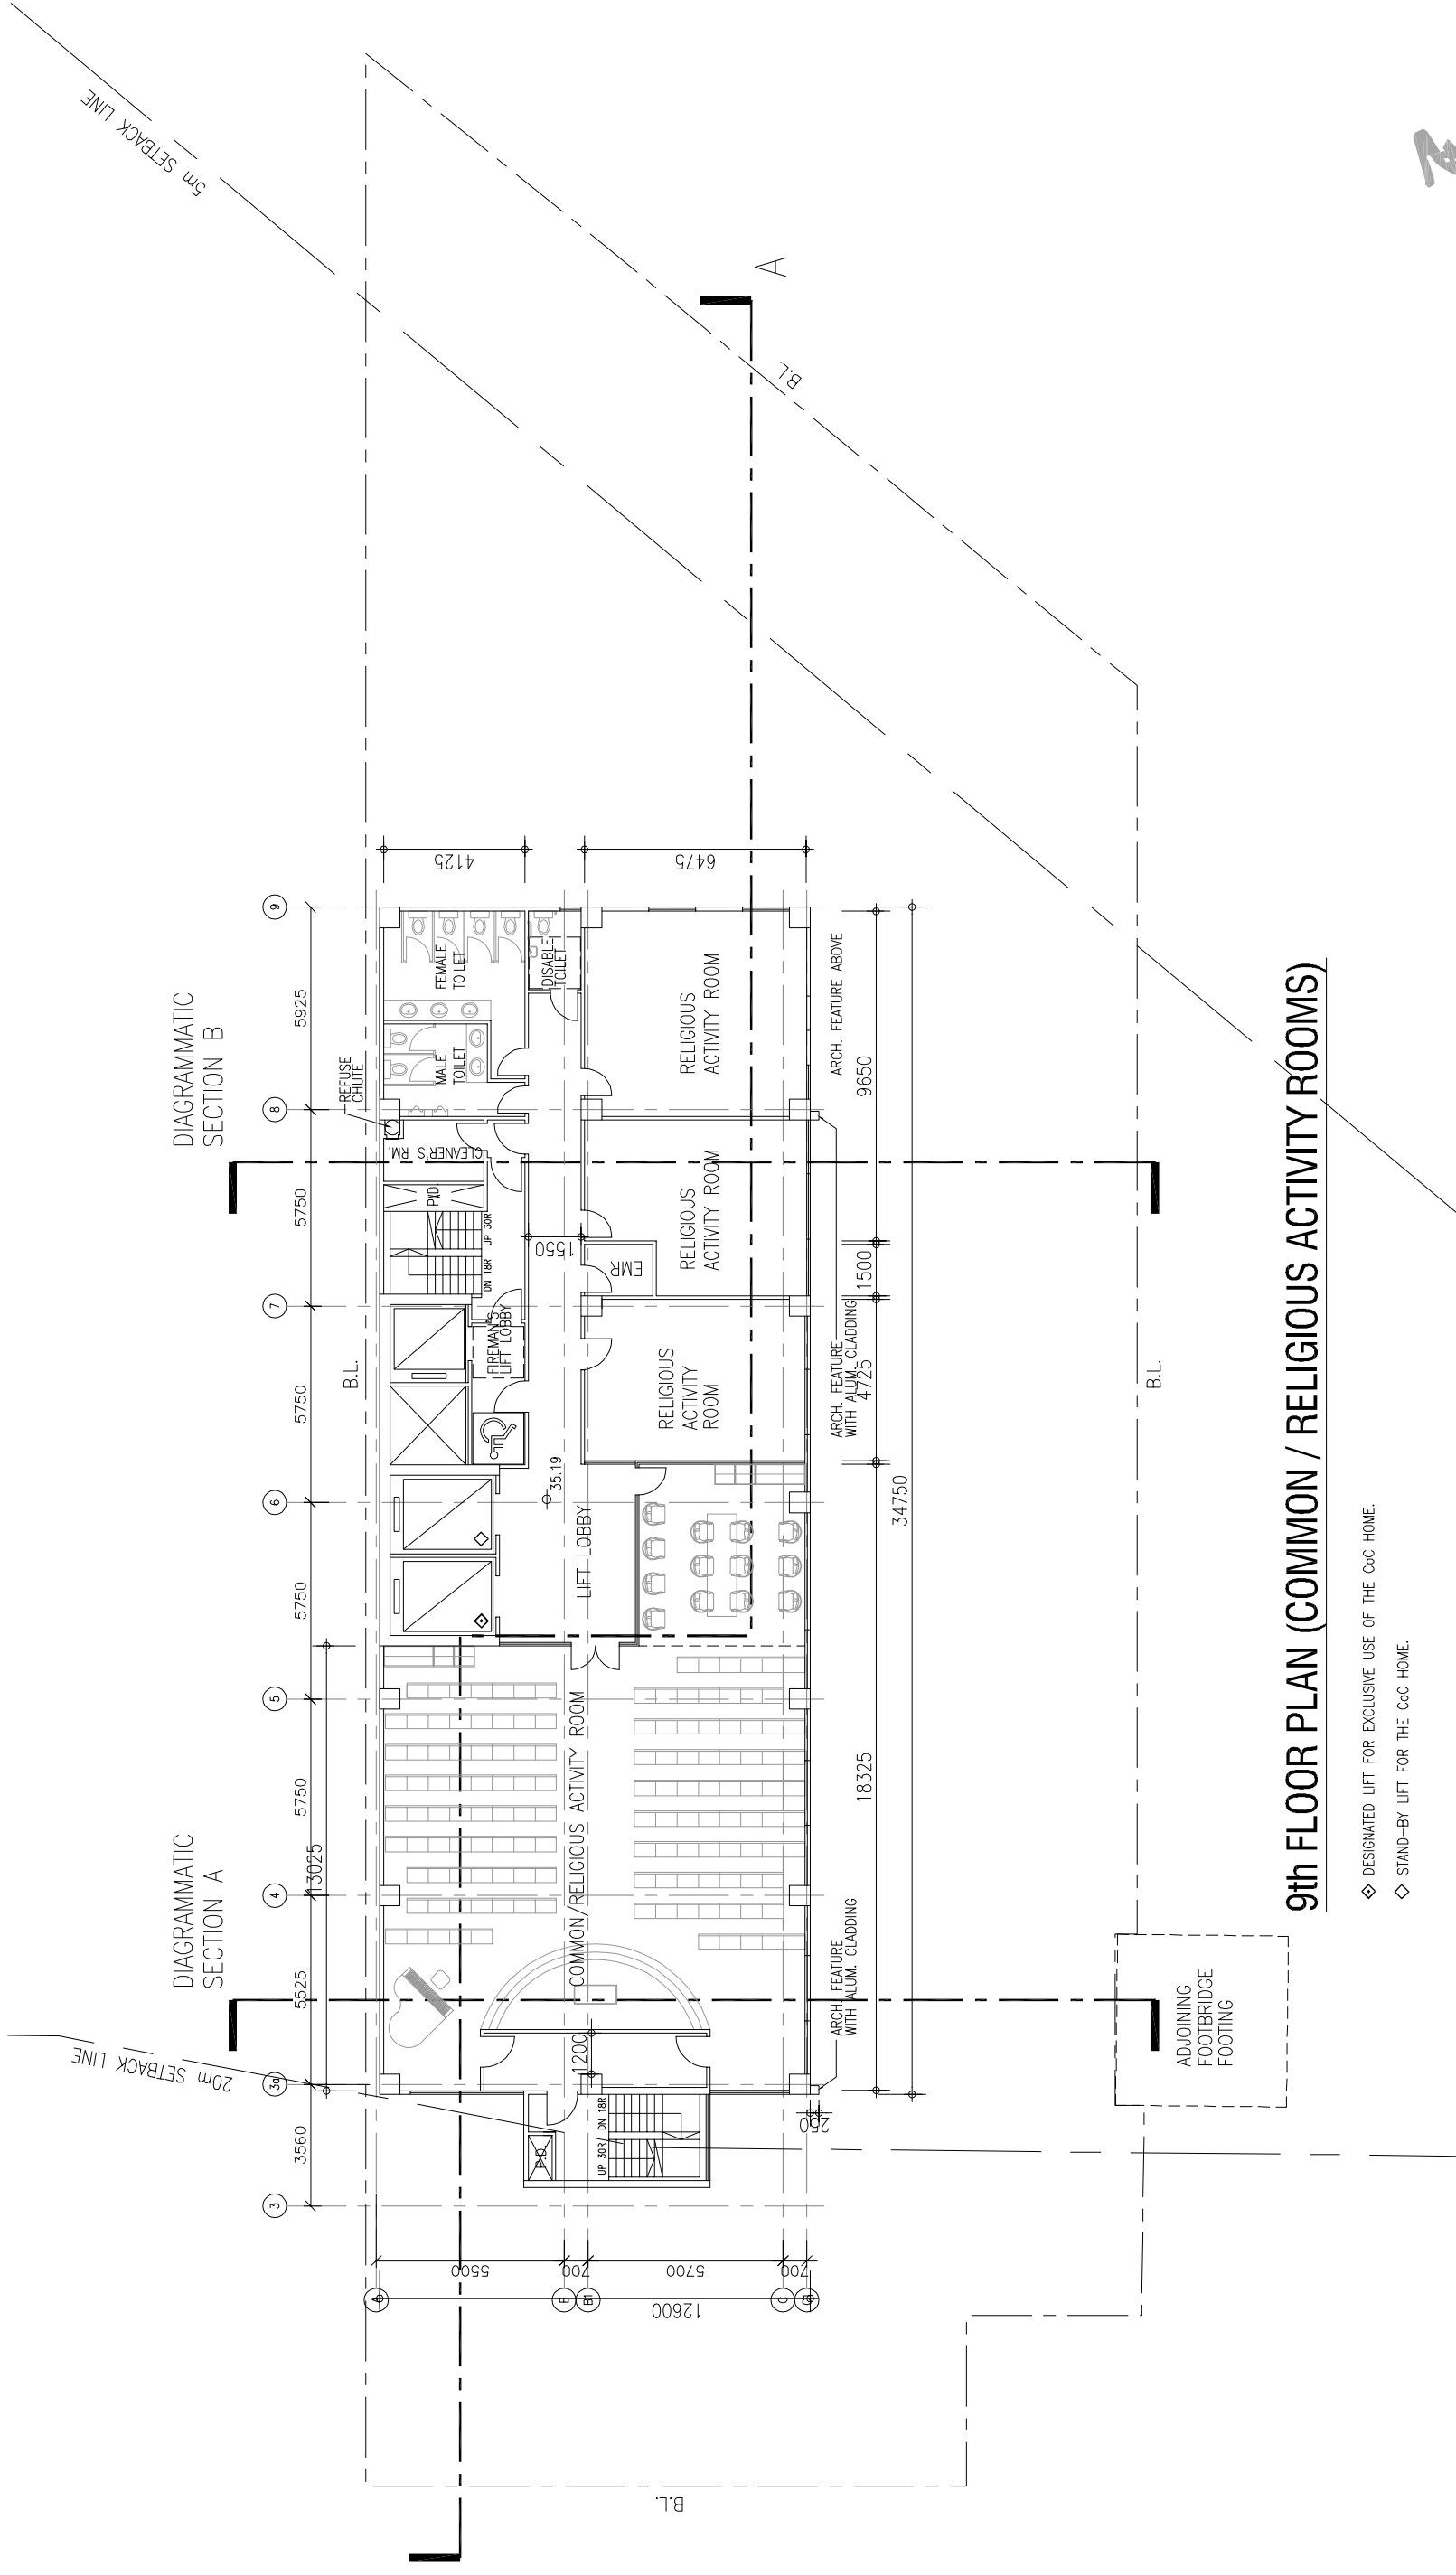 5m SETBACK LINE
A
B.L.
DIAGRAMMATIC
SECTION B
DIAGRAMMATIC
SECTION A
20m SETBACK LINE
9
8
7
6
5
4
3a
3
5925
5750
5750
5750
5750
5525
3560
13025
4125
6475
REFUSE
CHUTE
B.L.
FEMALE
TOILET
MALE
TOILET
DISABLE
TOILET
CLEANER'S RM.
P.D.
UP 30R
DN 18R
1550
FIREMAN'S
LIFT LOBBY
EMR
RELIGIOUS
ACTIVITY ROOM
RELIGIOUS
ACTIVITY ROOM
RELIGIOUS
ACTIVITY
ROOM
35.19
LIFT LOBBY
COMMON/RELIGIOUS ACTIVITY ROOM
1200
P.D.
UP 30R
DN 18R
250
ARCH. FEATURE ABOVE
9650
1500
ARCH. FEATURE
WITH ALUM. CLADDING
4725
34750
18325
ARCH. FEATURE
WITH ALUM. CLADDING
B.L.
A
B
B1
C
C1
5500
700
5700
700
12600
B.L.
ADJOINING
FOOTBRIDGE
FOOTING
9th FLOOR PLAN (COMMON / RELIGIOUS ACTIVITY ROOMS)
DESIGNATED LIFT FOR EXCLUSIVE USE OF THE CoC HOME.
STAND-BY LIFT FOR THE CoC HOME.